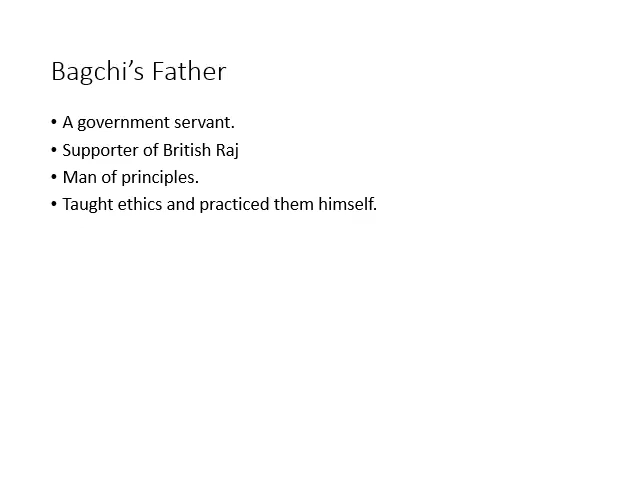 Bagchi’s Father
• A government servant.
• Supporter of British Raj
• Man of principles.
• Taught ethics and practiced them himself.